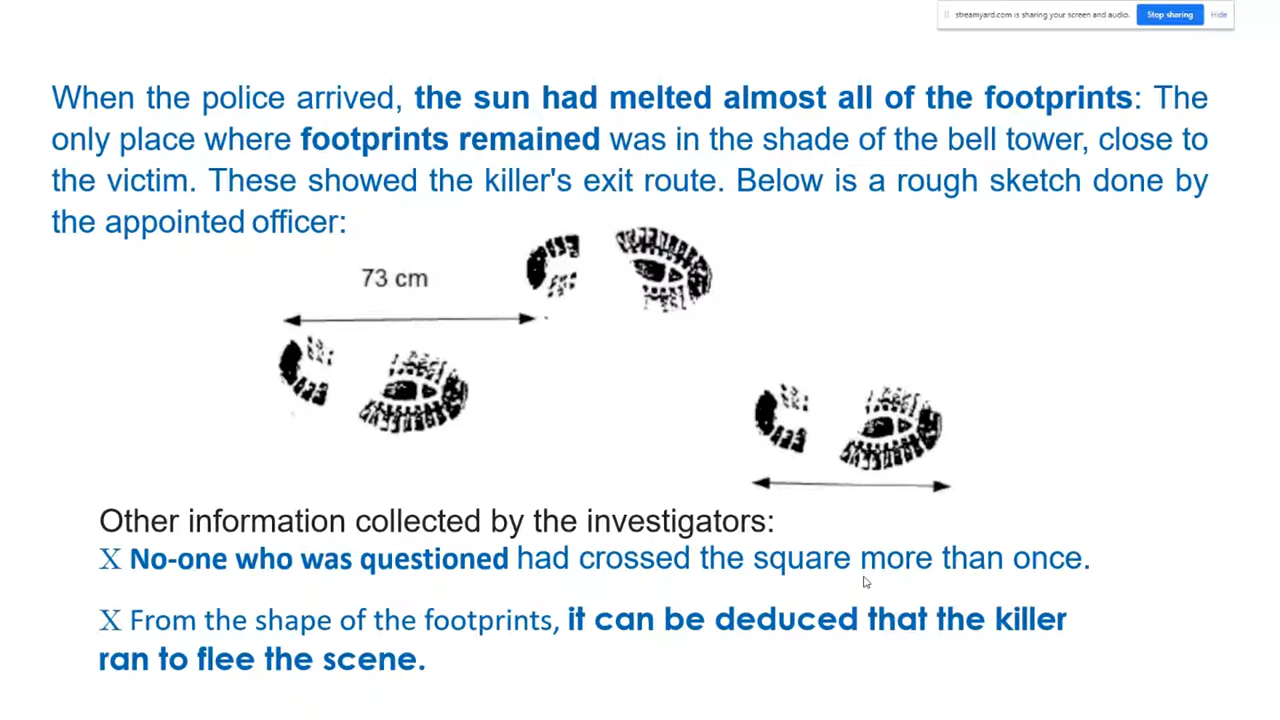 streamyard.com is sharing your screen and audio. Stop sharing Hide
When the police arrived, the sun had melted almost all of the footprints: The
only place where footprints remained was in the shade of the bell tower, close to
the victim. These showed the killer's exit route. Below is a rough sketch done by
the appointed officer:
73 cm
Other information collected by the investigators:
X No-one who was questioned had crossed the square more than once.
X From the shape of the footprints, it can be deduced that the killer
ran to flee the scene.